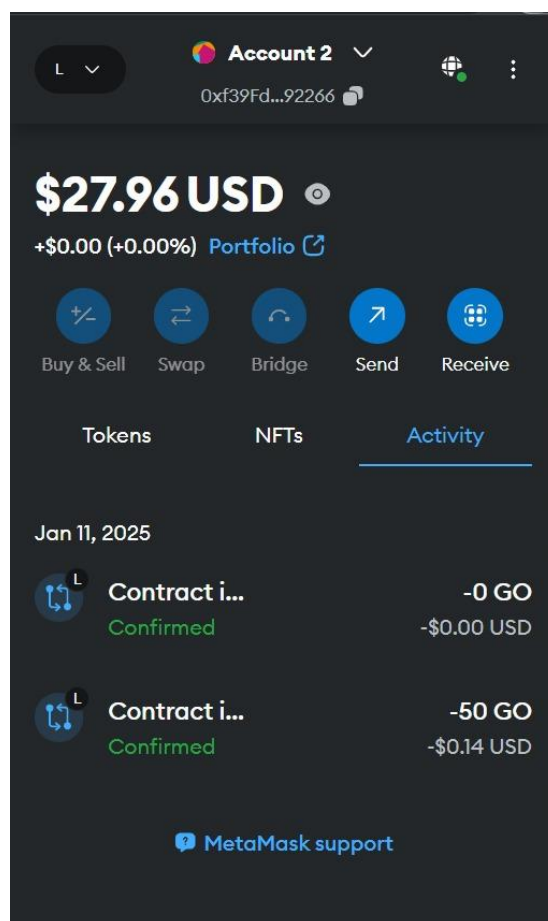 L
Account 2
0xf39Fd...92266
$27.96 USD
+$0.00 (+0.00%) Portfolio
Buy & Sell Swap Bridge Send Receive
Tokens NFTs Activity
Jan 11, 2025
L
Contract i... -0 GO
Confirmed -$0.00 USD
L
Contract i... -50 GO
Confirmed -$0.14 USD
MetaMask support